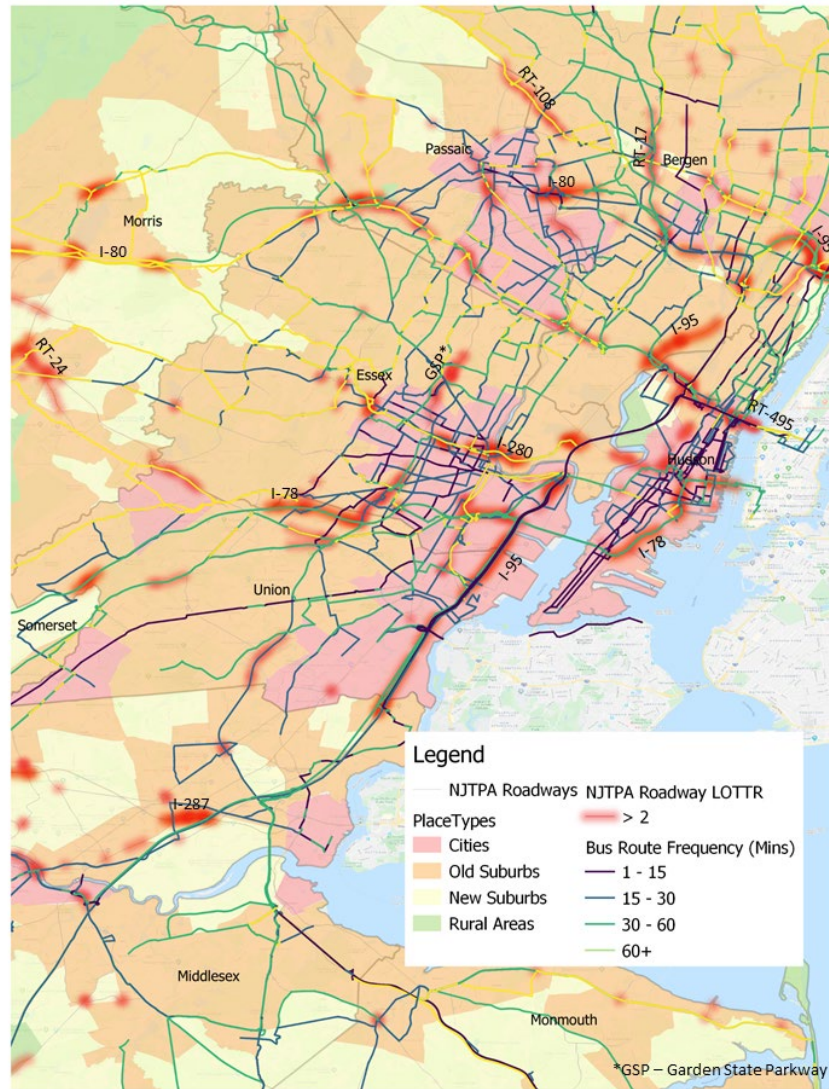 RT-108
RT-17
Passaic
Bergen
I-80
Morris
I-80
I-95
I-95
RT-24
GSP*
Essex
RT-495
I-280
Hudson
I-78
I-95
I-78
Union
Somerset
I-287
Middlesex
Monmouth
Legend
NJTPA Roadways
PlaceTypes
Cities
Old Suburbs
New Suburbs
Rural Areas
NJTPA Roadway LOTTR
> 2
Bus Route Frequency (Mins)
1 - 15
15 - 30
30 - 60
60+
*GSP – Garden State Parkway